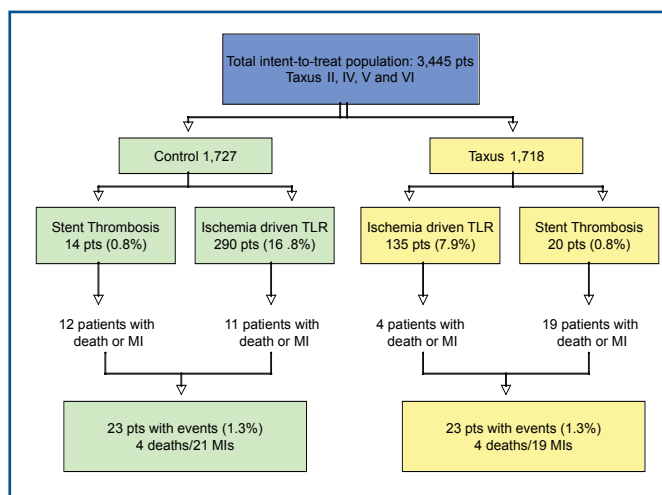 Total intent-to-treat population: 3,445 pts
Taxus II, IV, V and VI
Control 1,727
Taxus 1,718
Stent Thrombosis
14 pts (0.8%)
Ischemia driven TLR
290 pts (16 .8%)
Ischemia driven TLR
135 pts (7.9%)
Stent Thrombosis
20 pts (0.8%)
12 patients with
death or MI
11 patients with
death or MI
4 patients with
death or MI
19 patients with
death or MI
23 pts with events (1.3%)
4 deaths/21 MIs
23 pts with events (1.3%)
4 deaths/19 MIs